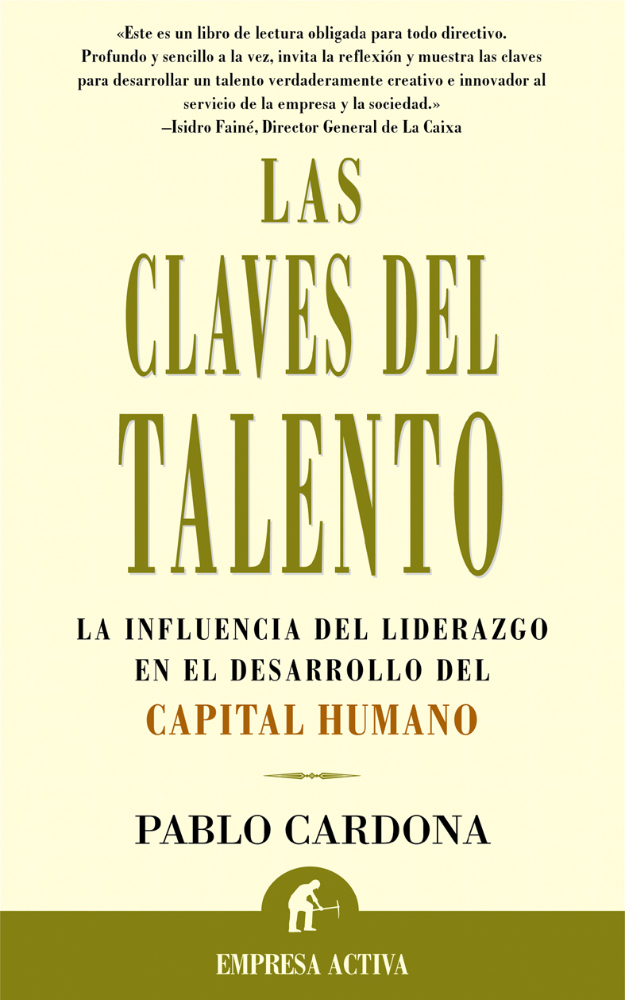 «Este es un libro de lectura obligada para todo directivo.
Profundo y sencillo a la vez, invita la reflexión y muestra las claves
para desarrollar un talento verdaderamente creativo e innovador al
servicio de la empresa y la sociedad.»
–Isidro Fainé, Director General de La Caixa
LAS
CLAVES DEL
TALENTO
LA INFLUENCIA DEL LIDERAZGO
EN EL DESARROLLO DEL
CAPITAL HUMANO
PABLO CARDONA
EMPRESA ACTIVA